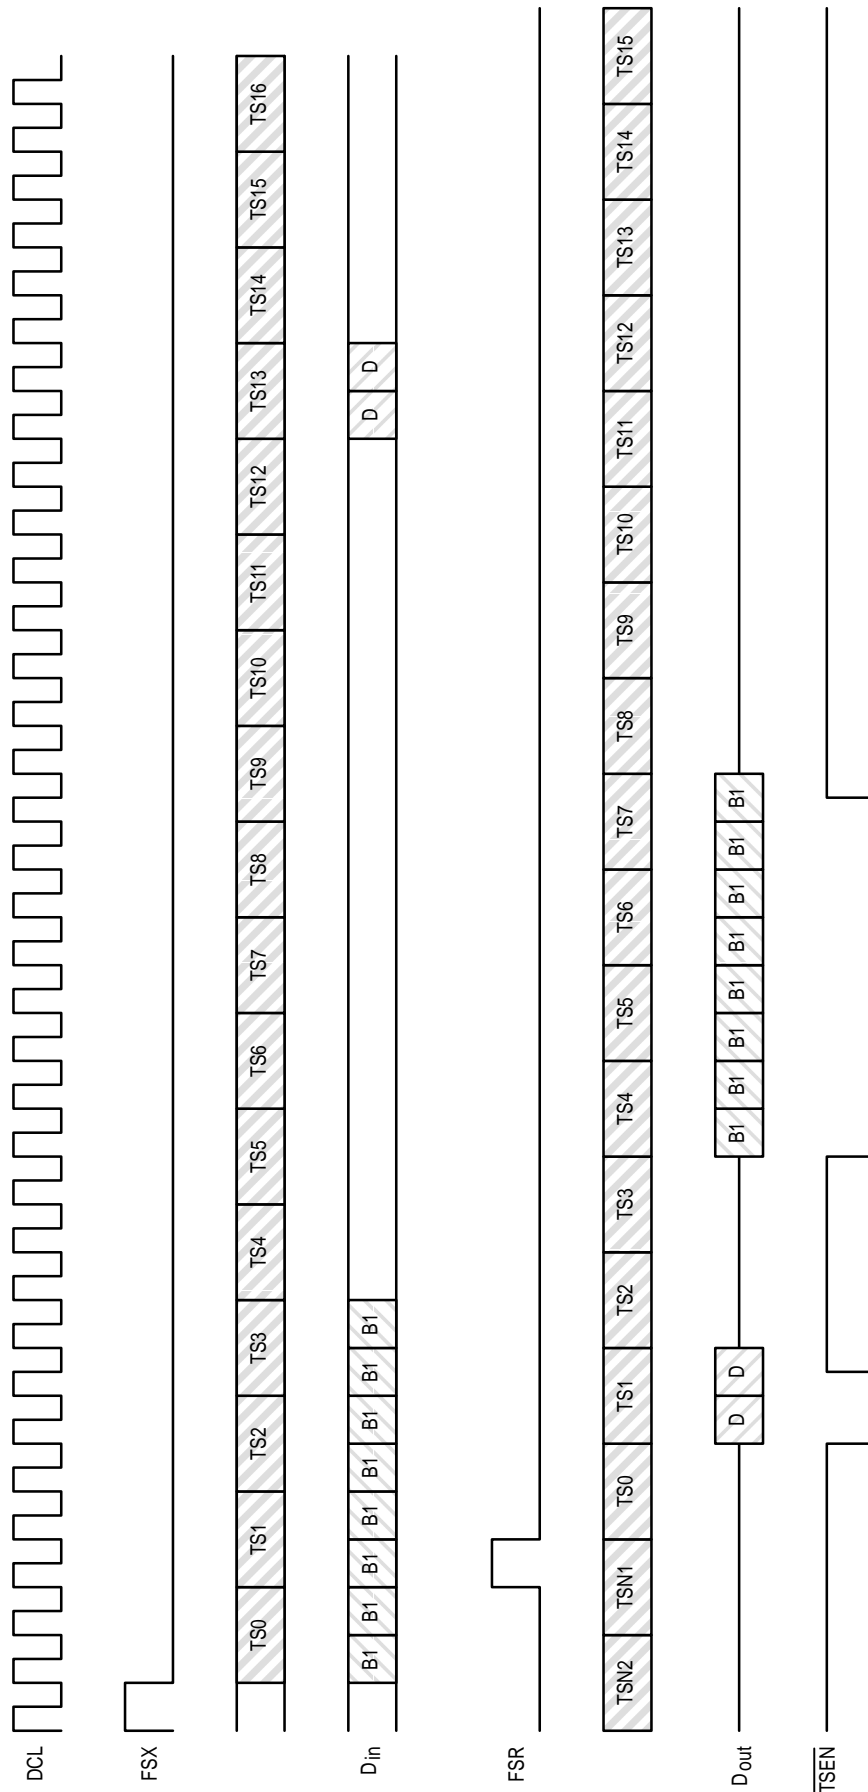 DCL
FSX
TS0 TS1 TS2 TS3 TS4 TS5 TS6 TS7 TS8 TS9 TS10 TS11 TS12 TS13 TS14 TS15 TS16
Din B1 B1 B1 B1 B1 B1 B1 B1 D D
FSR
TSN2 TSN1 TS0 TS1 TS2 TS3 TS4 TS5 TS6 TS7 TS8 TS9 TS10 TS11 TS12 TS13 TS14 TS15
Dout D D B1 B1 B1 B1 B1 B1 B1 B1
TSEN